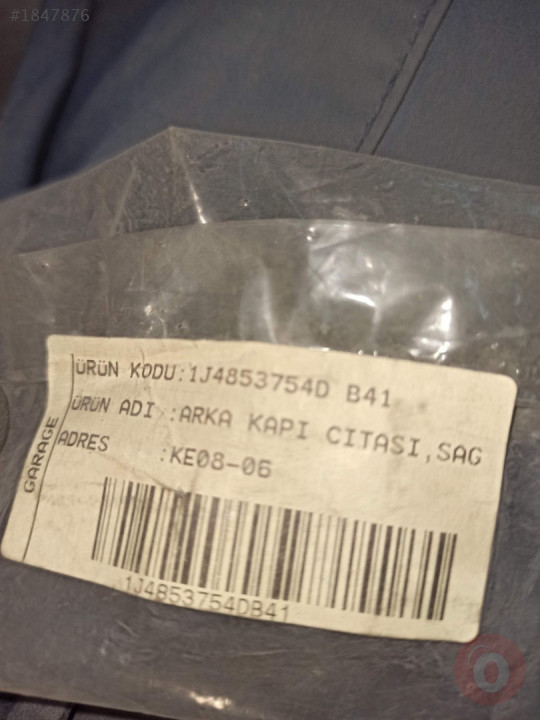 #1847876
ÜRÜN KODU:1J4853754D B41
ÜRÜN ADI :ARKA KAPI CITASI,SAG
ADRES :KE08-06
GARAGE
1J4853754DB41